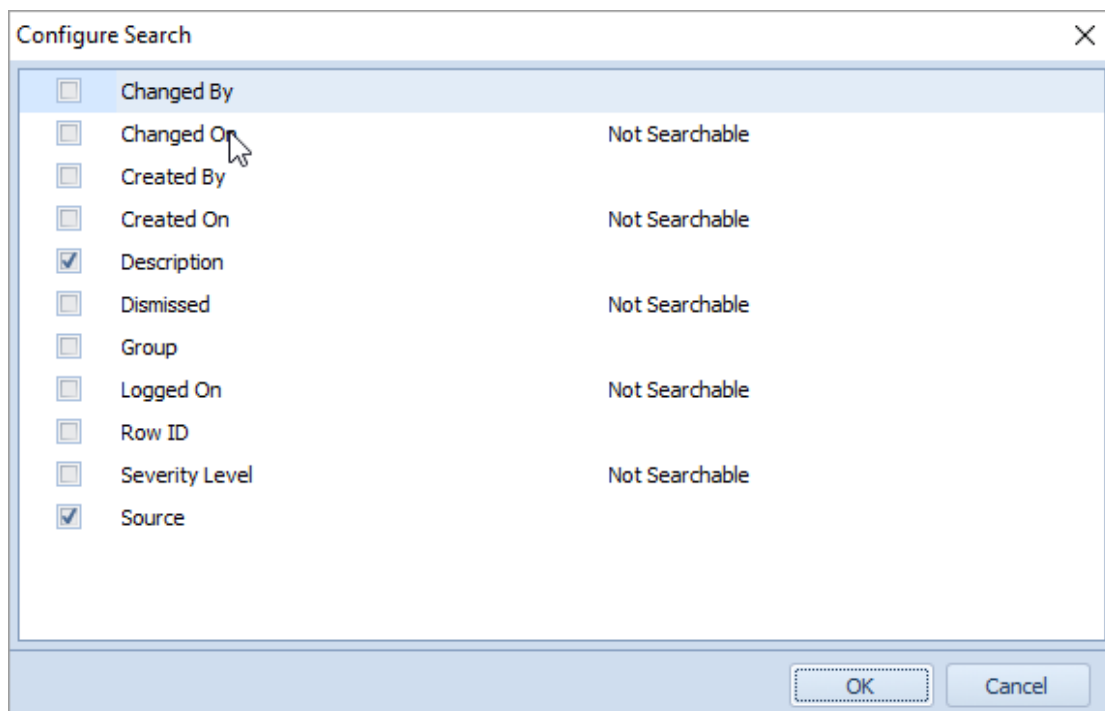 Configure Search
Changed By
Changed On Not Searchable
Created By
Created On Not Searchable
Description
Dismissed Not Searchable
Group
Logged On Not Searchable
Row ID
Severity Level Not Searchable
Source
OK Cancel